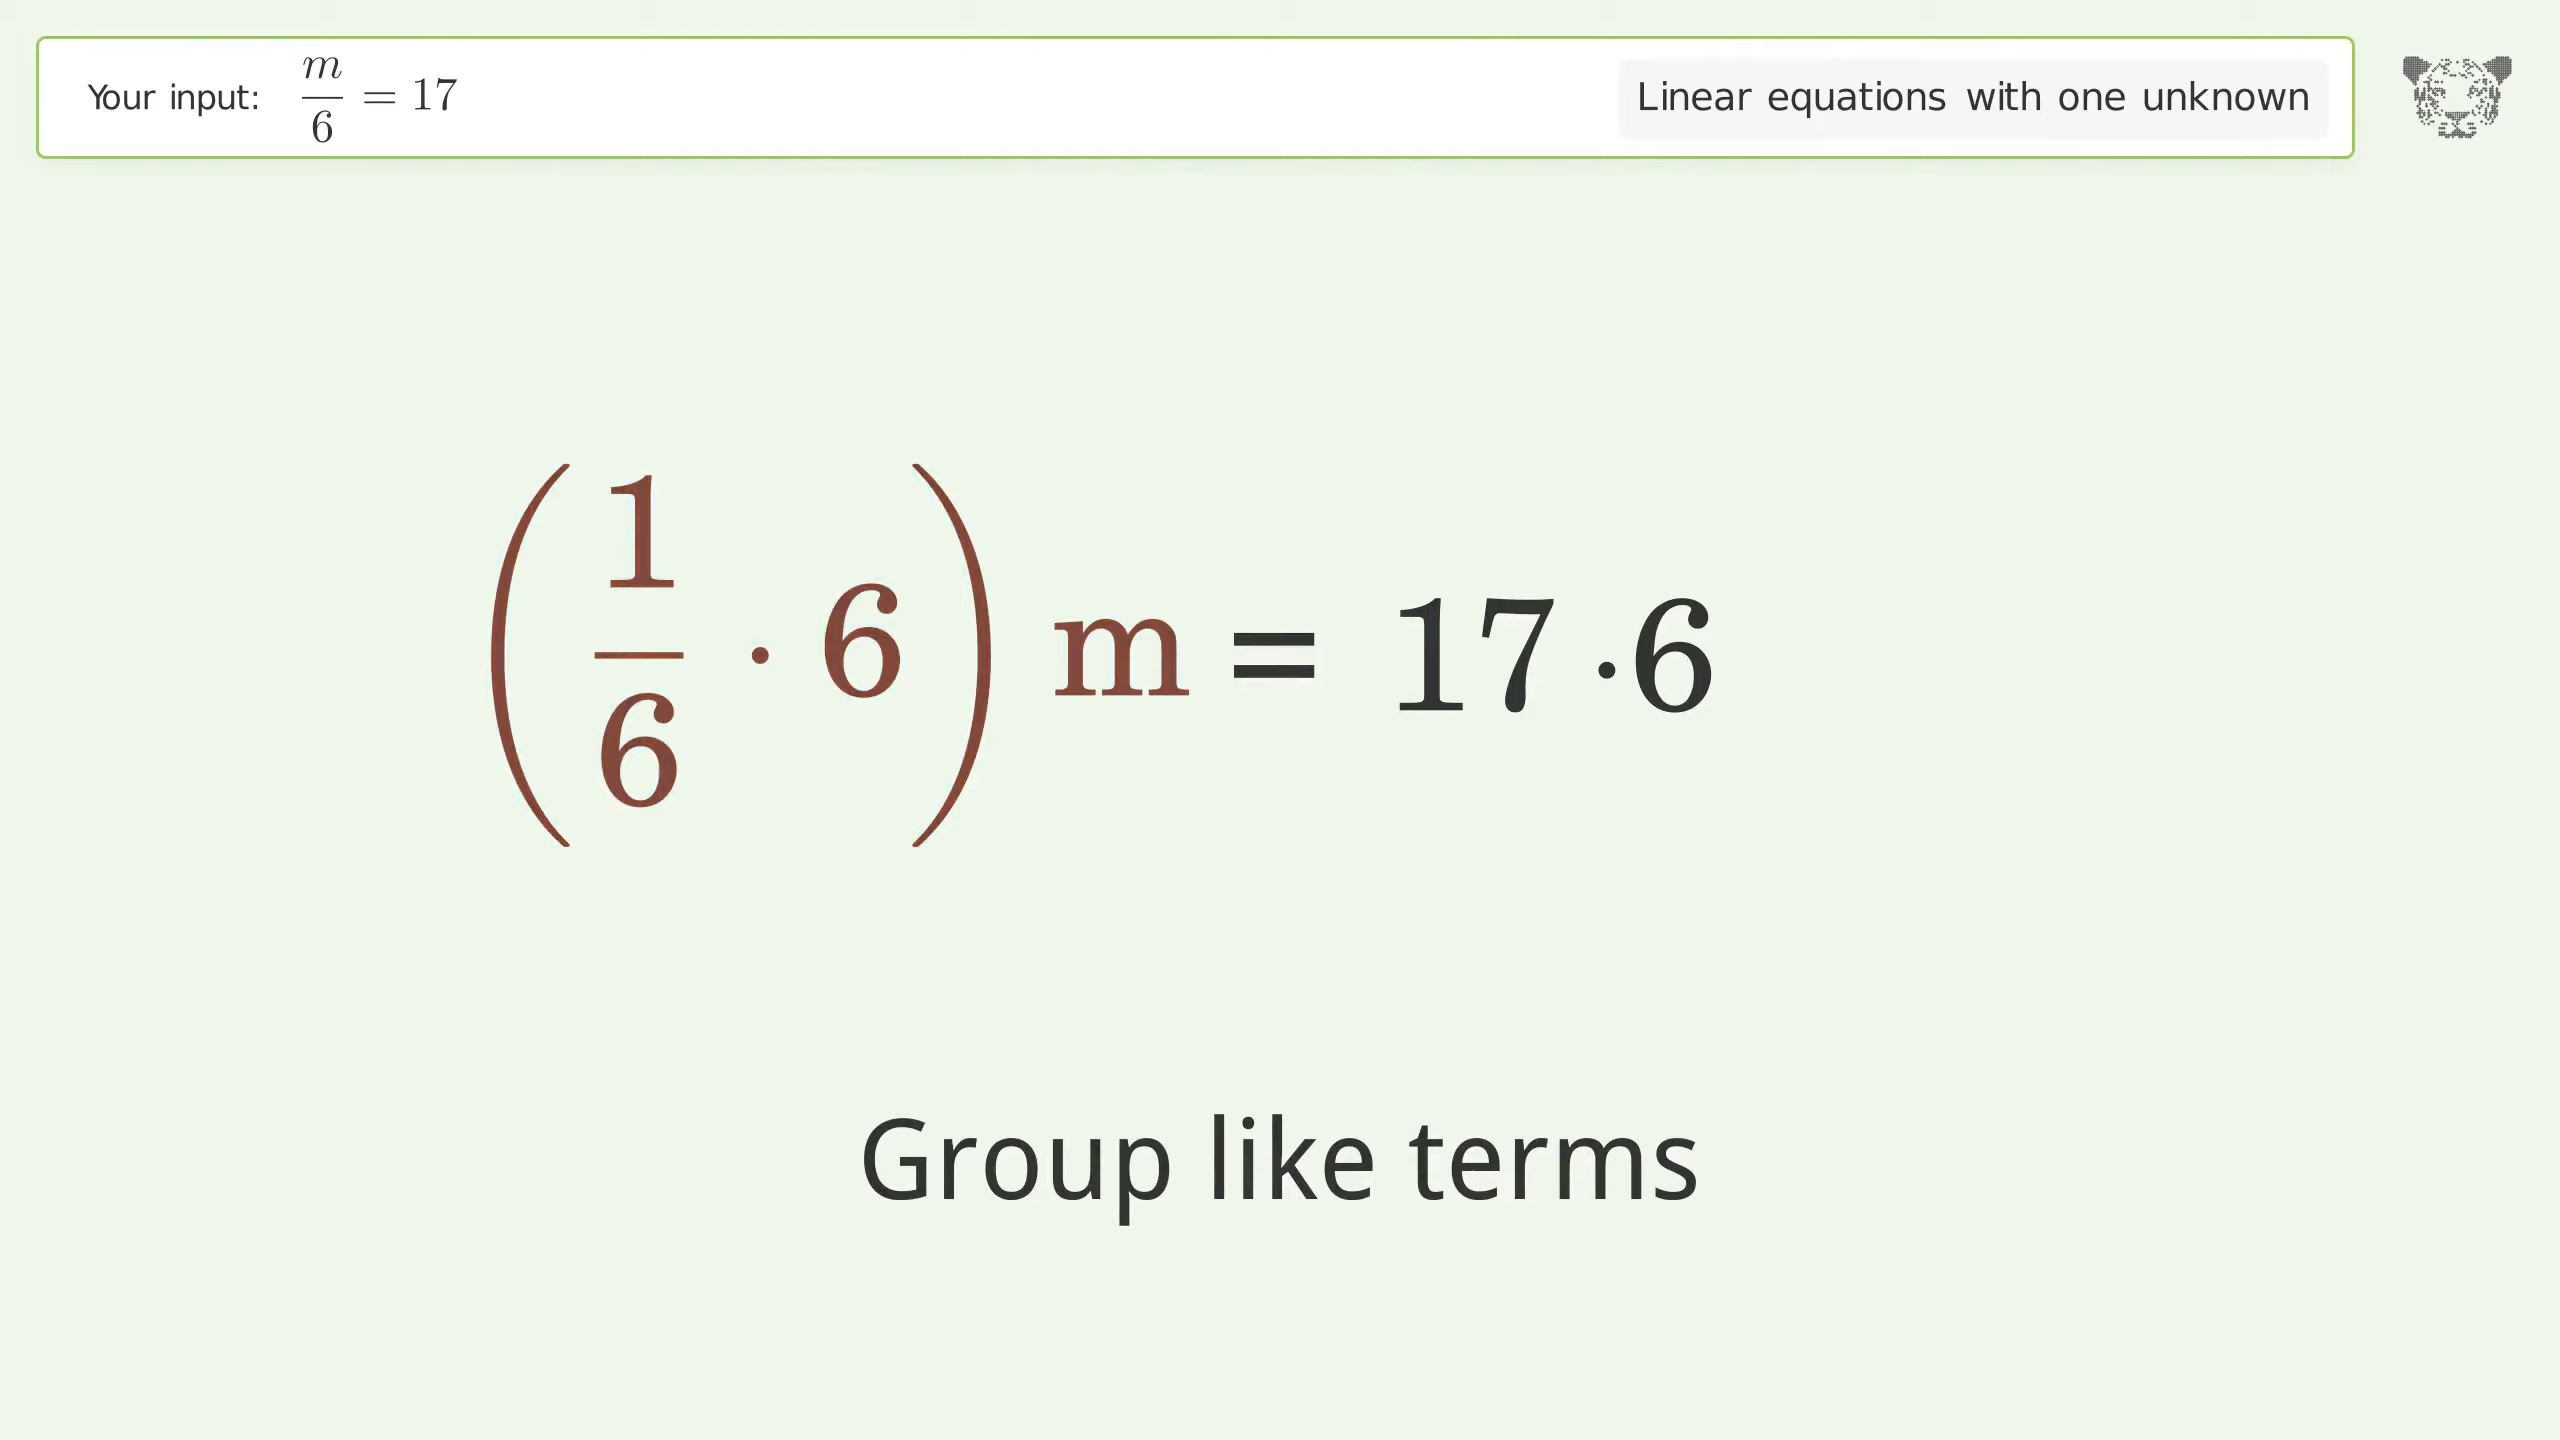 Your input: m/6 = 17
Linear equations with one unknown
(1/6 · 6) m = 17 · 6
Group like terms